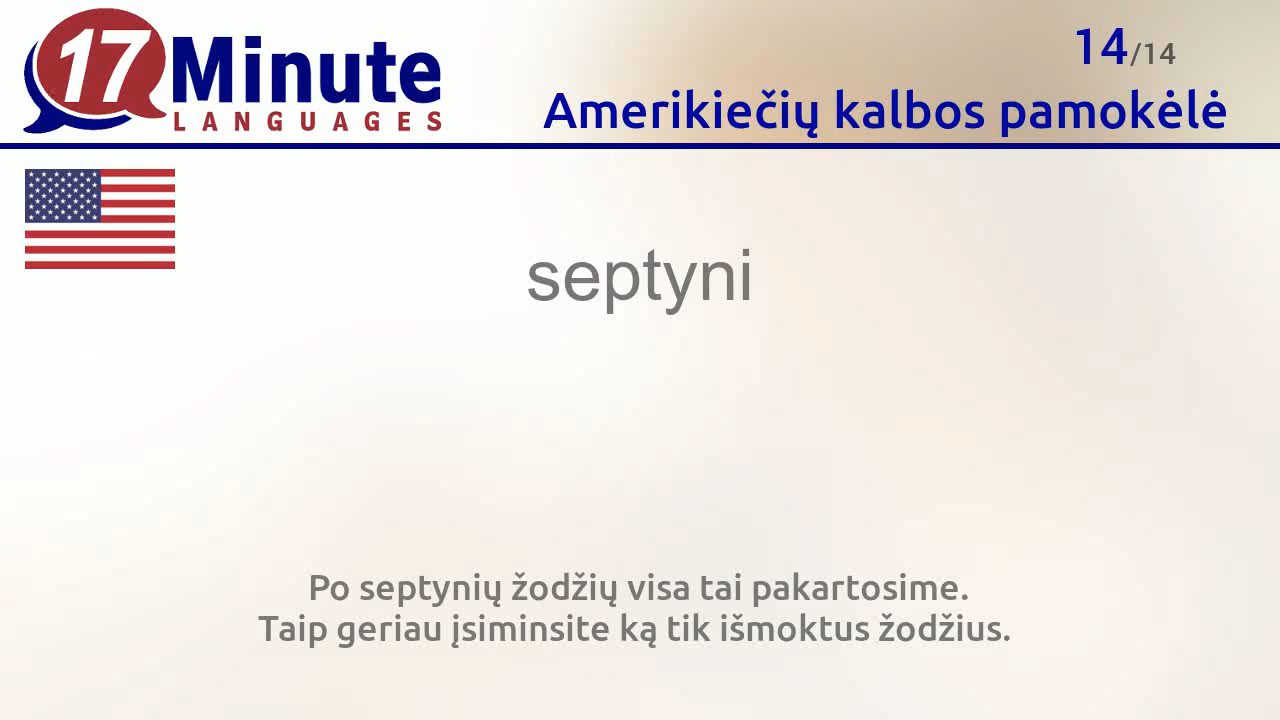 17 Minute
LANGUAGES
14/14
Amerikiečių kalbos pamokėlė
septyni
Po septynių žodžių visa tai pakartosime.
Taip geriau įsiminsite ką tik išmoktus žodžius.